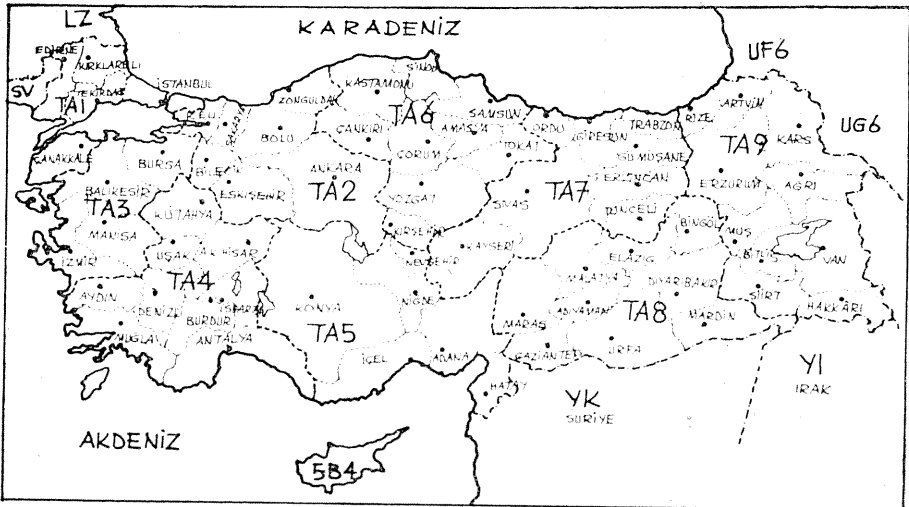 LZ
KARADENİZ
EDİRNE
KIRKLARELİ
SV
TEKİRDAĞ
TA1
İSTANBUL
ZONGULDAK
KASTAMONU
SİNOP
UF6
ARTVİN
UG6
BOLU
ÇANKIRI
TA6
AMASYA
SAMSUN
ORDU
GİRESUN
TRABZON
RİZE
TA9
KARS
ÇANAKKALE
BURSA
ANKARA
ÇORUM
TOKAT
GÜMÜŞANE
BALIKESİR
ESKİŞEHİR
TA2
YOZGAT
SİVAS
TA7
ERZİNCAN
ERZURUM
AĞRI
TA3
KÜTAHYA
TUNCELİ
BİNGÖL
MUŞ
MANİSA
KIRŞEHİR
KAYSERİ
UŞAK
AK HİSAR
NEVŞEHİR
ELAZIĞ
BİTLİS
VAN
İZMİR
TA4
MALATYA
DİYARIBAKIR
SİİRT
AYDIN
DENİZLİ
ISPARTA
KONYA
NİĞDE
ADIYAMAN
TA8
HAKKARİ
BURDUR
MARAŞ
MARDİN
MUĞLA
ANTALYA
TA5
İÇEL
ADANA
GAZİANTEP
URFA
HATAY
YK
SURİYE
YI
IRAK
AKDENİZ
5B4